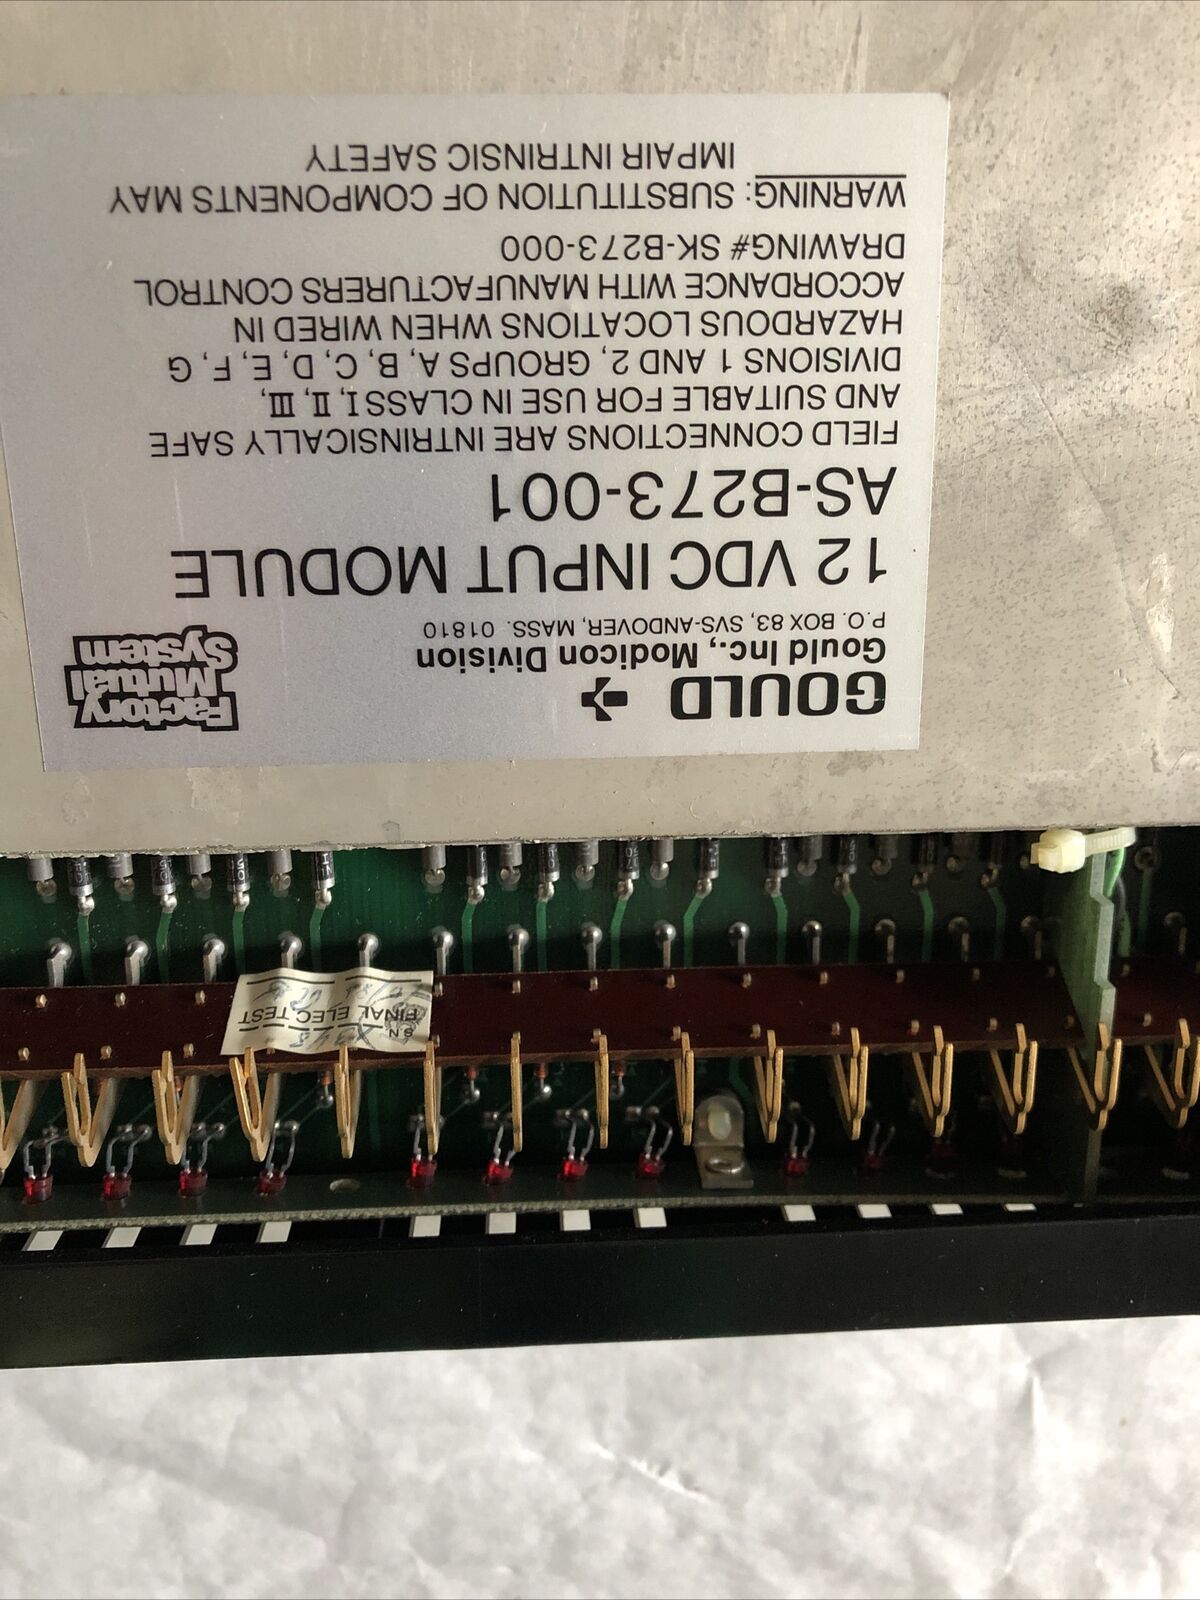 GOULD
Gould Inc., Modicon Division
P.O. BOX 83, SVS-ANDOVER, MASS. 01810
Factory
Mutual
System
12 VDC INPUT MODULE
AS-B273-001
FIELD CONNECTIONS ARE INTRINSICALLY SAFE
AND SUITABLE FOR USE IN CLASS I, II, III,
DIVISIONS 1 AND 2, GROUPS A, B, C, D, E, F, G
HAZARDOUS LOCATIONS WHEN WIRED IN
ACCORDANCE WITH MANUFACTURERS CONTROL
DRAWING# SK-B273-000
WARNING: SUBSTITUTION OF COMPONENTS MAY
IMPAIR INTRINSIC SAFETY
SN
FINAL ELEC TEST